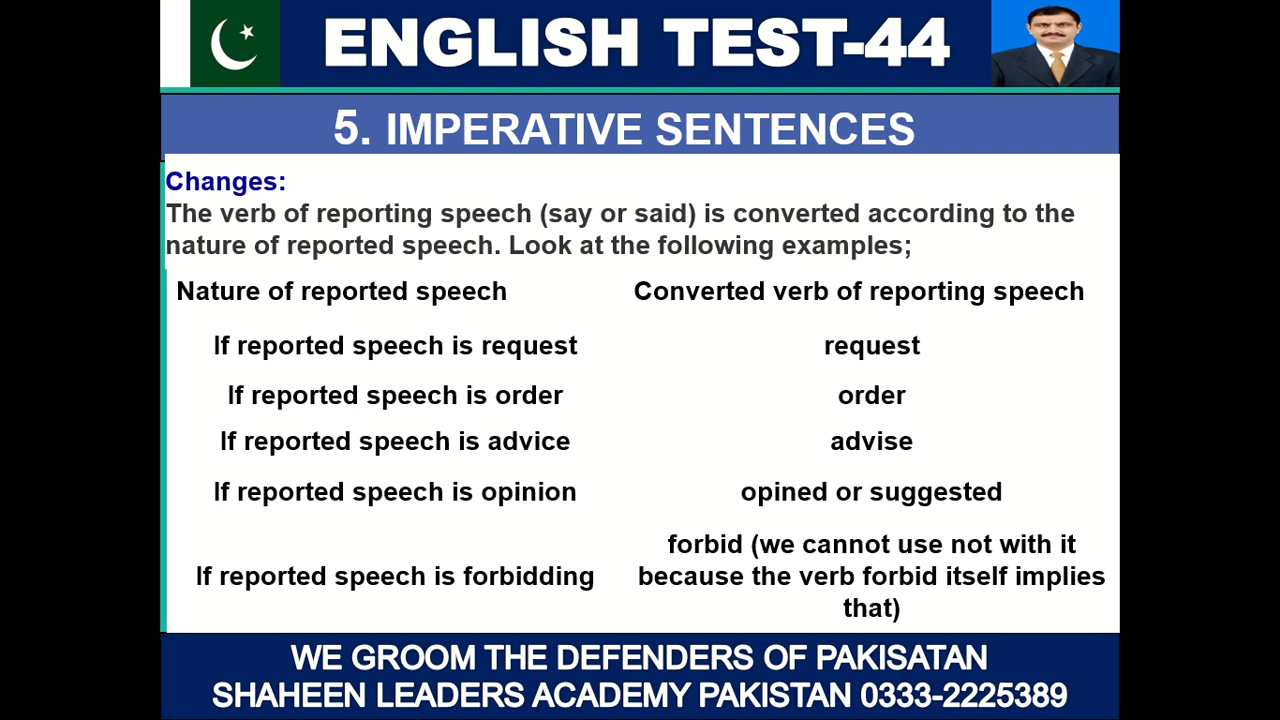 ENGLISH TEST-44
5. IMPERATIVE SENTENCES
Changes:
The verb of reporting speech (say or said) is converted according to the
nature of reported speech. Look at the following examples;
Nature of reported speech Converted verb of reporting speech
If reported speech is request request
If reported speech is order order
If reported speech is advice advise
If reported speech is opinion opined or suggested
If reported speech is forbidding forbid (we cannot use not with it
because the verb forbid itself implies
that)
WE GROOM THE DEFENDERS OF PAKISATAN
SHAHEEN LEADERS ACADEMY PAKISTAN 0333-2225389